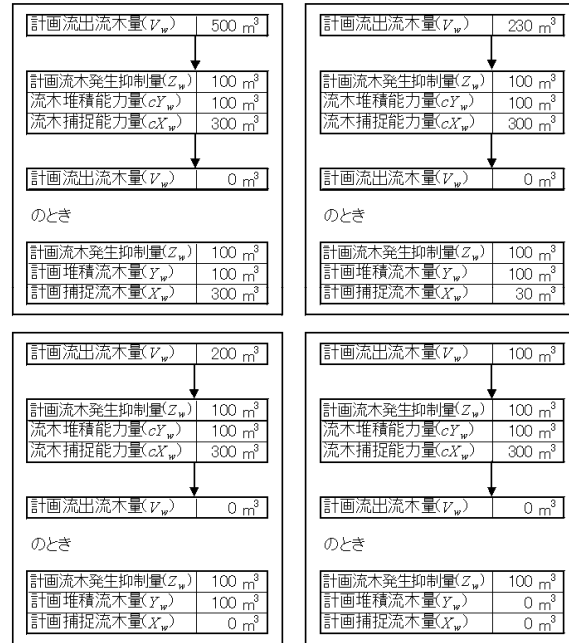 計画流出流木量(Vw) 500 m³
計画流木発生抑制量(Zw) 100 m³
流木堆積能力量(cYw) 100 m³
流木捕捉能力量(cXw) 300 m³
計画流出流木量(Vw) 0 m³
のとき
計画流木発生抑制量(Zw) 100 m³
計画堆積流木量(Yw) 100 m³
計画捕捉流木量(Xw) 300 m³
計画流出流木量(Vw) 230 m³
計画流木発生抑制量(Zw) 100 m³
流木堆積能力量(cYw) 100 m³
流木捕捉能力量(cXw) 300 m³
計画流出流木量(Vw) 0 m³
のとき
計画流木発生抑制量(Zw) 100 m³
計画堆積流木量(Yw) 100 m³
計画捕捉流木量(Xw) 30 m³
計画流出流木量(Vw) 200 m³
計画流木発生抑制量(Zw) 100 m³
流木堆積能力量(cYw) 100 m³
流木捕捉能力量(cXw) 300 m³
計画流出流木量(Vw) 0 m³
のとき
計画流木発生抑制量(Zw) 100 m³
計画堆積流木量(Yw) 100 m³
計画捕捉流木量(Xw) 0 m³
計画流出流木量(Vw) 100 m³
計画流木発生抑制量(Zw) 100 m³
流木堆積能力量(cYw) 100 m³
流木捕捉能力量(cXw) 300 m³
計画流出流木量(Vw) 0 m³
のとき
計画流木発生抑制量(Zw) 100 m³
計画堆積流木量(Yw) 0 m³
計画捕捉流木量(Xw) 0 m³